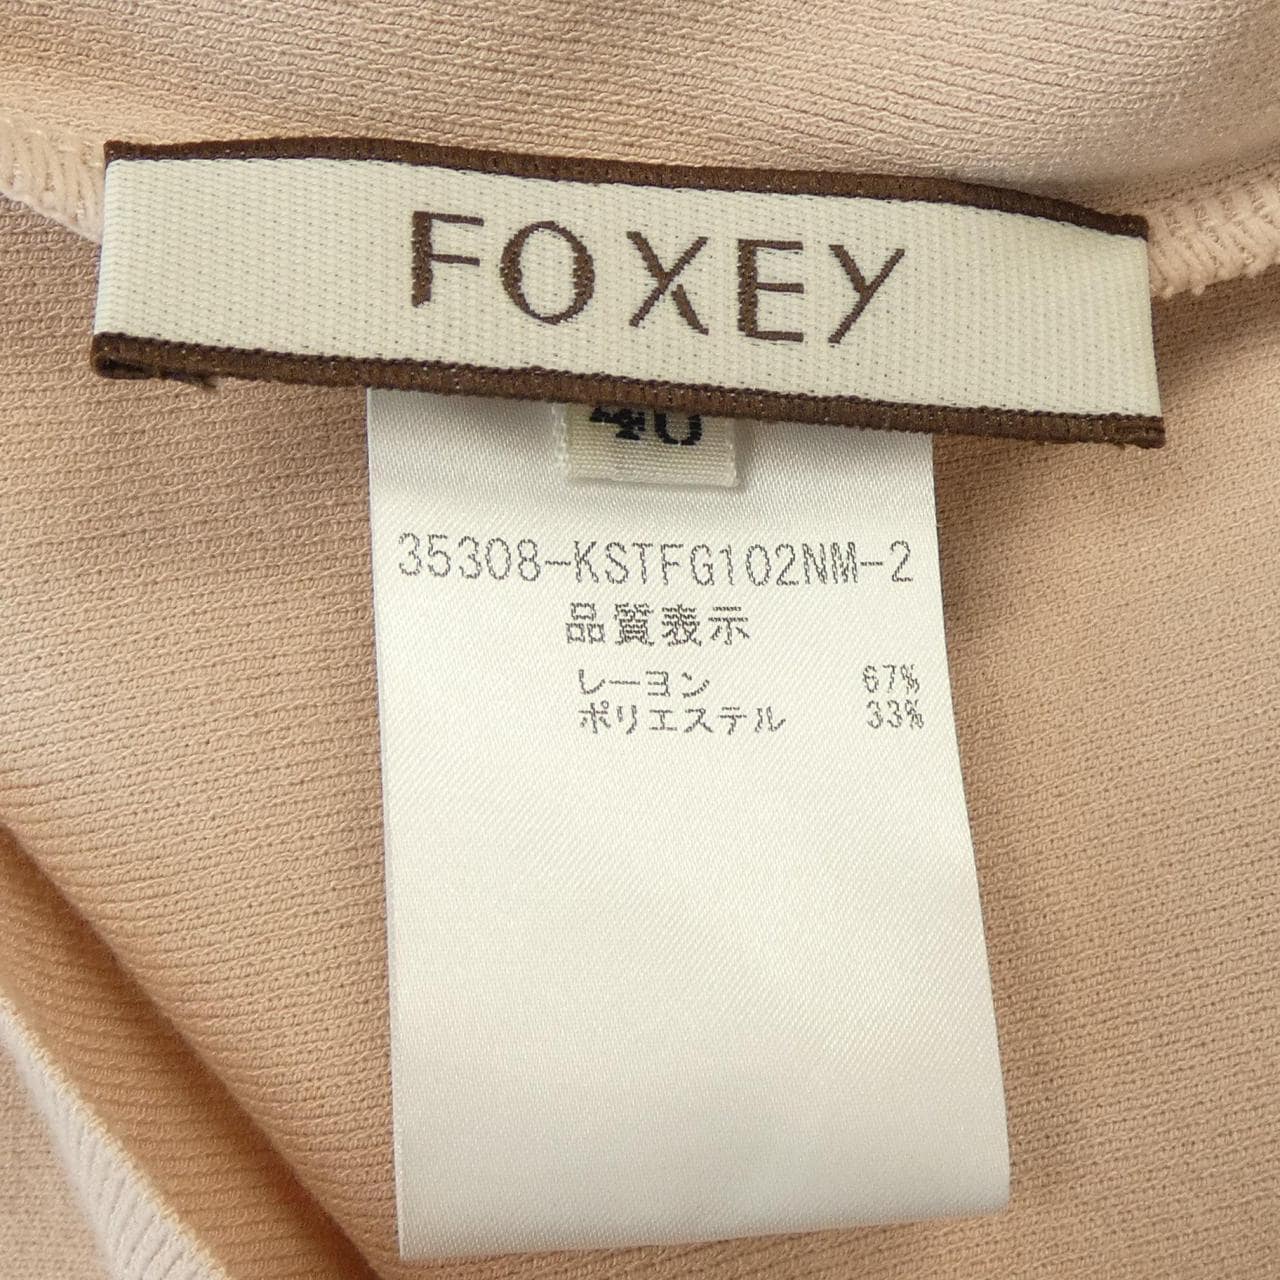 FOXEY
40
35308-KSTFG102NM-2
品質表示
レーヨン 67%
ポリエステル 33%